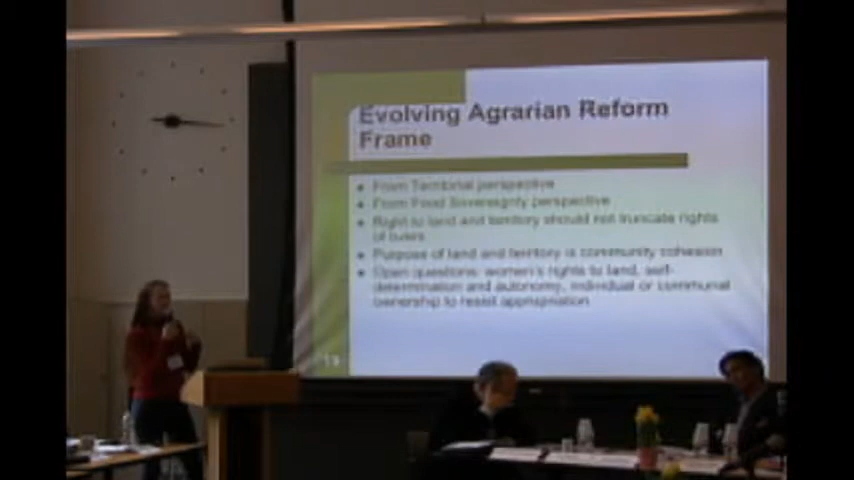 Evolving Agrarian Reform
Frame
From Territorial perspective
From Food Sovereignty perspective
Right to land and territory should not truncate rights
of
Purpose of land and territory is community cohesion
Open questions: women's rights to land, self-
determination and autonomy, individual or communal
ownership to resist appropriation